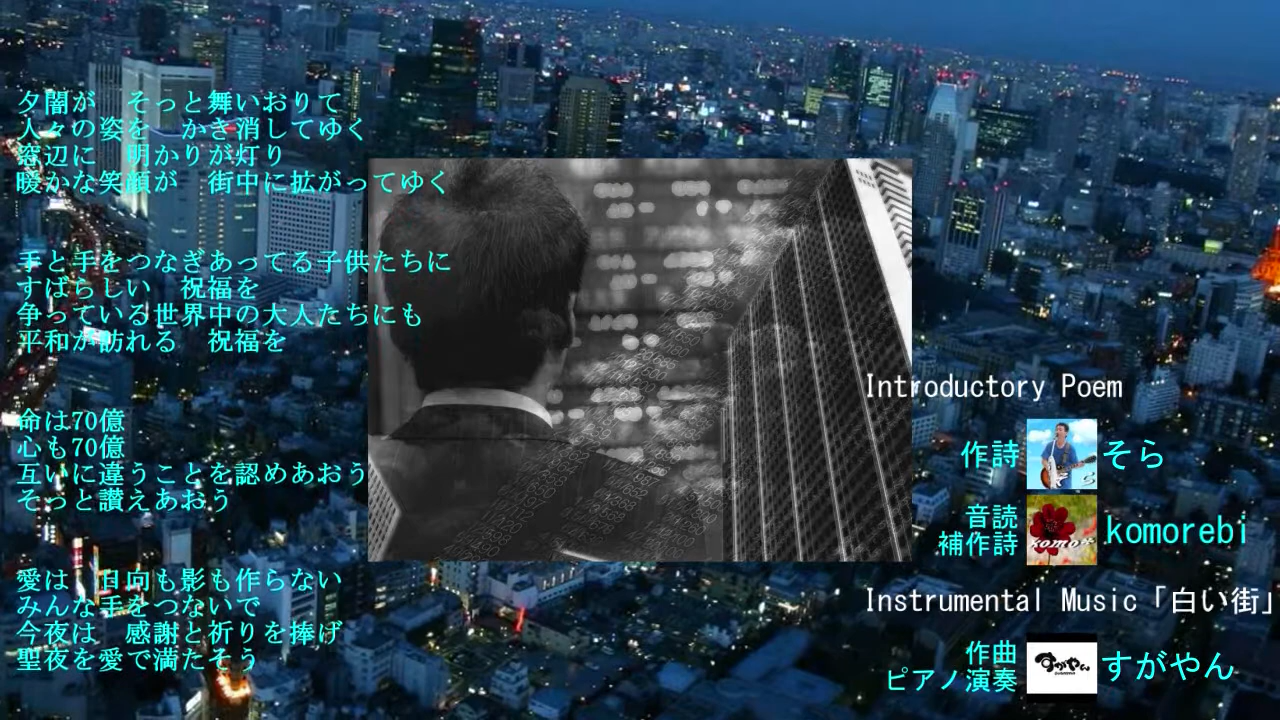 夕闇が　そっと舞いおりて
人々の姿を　かき消してゆく
窓辺に　明かりが灯り
暖かな笑顔が　街中に拡がってゆく
手と手をつなぎあってる子供たちに
すばらしい　祝福を
争っている世界中の大人たちにも
平和が訪れる　祝福を
命は70億
心も70億
互いに違うことを認めあおう
そっと讃えあおう
愛は　日向も影も作らない
みんな手をつないで
今夜は　感謝と祈りを捧げ
聖夜を愛で満たそう
Introductory Poem
作詩 そら
音読
補作詩
komorebi
Instrumental Music「白い街」
作曲
ピアノ演奏
すがやん
すがやん